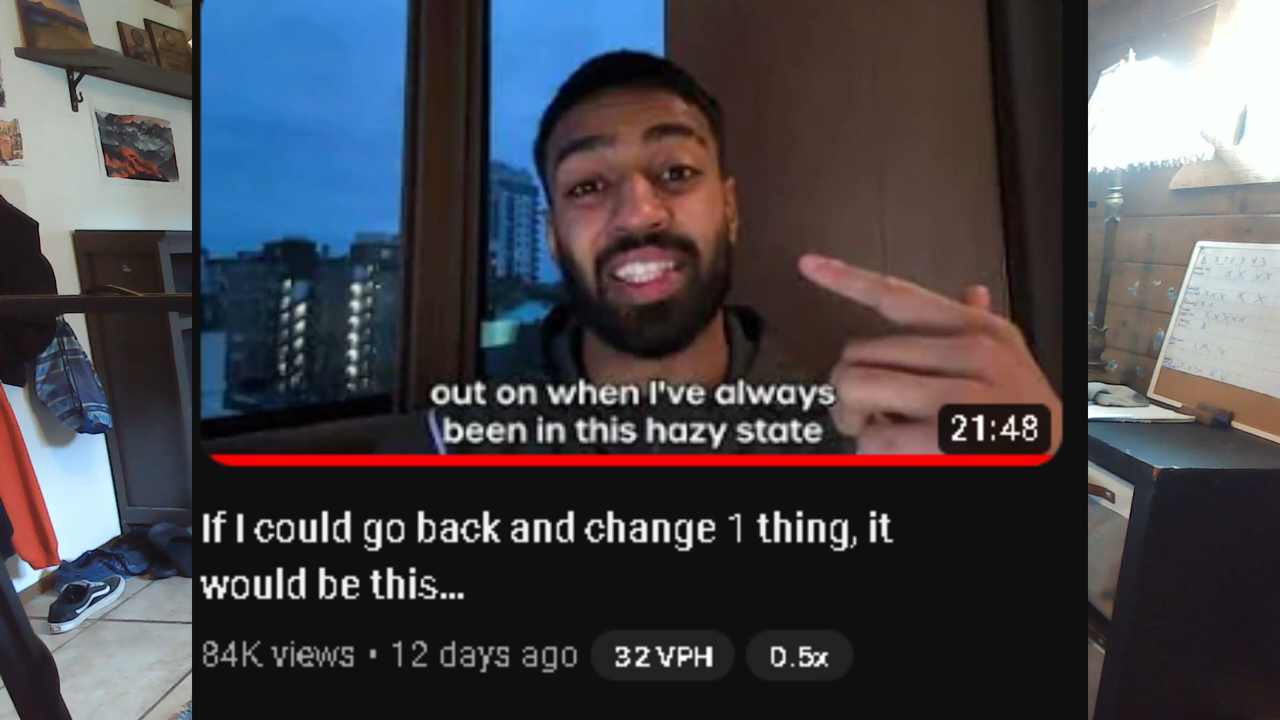 out on when I've always
been in this hazy state
21:48
If I could go back and change 1 thing, it
would be this...
84K views • 12 days ago 32 VPH 0.5x